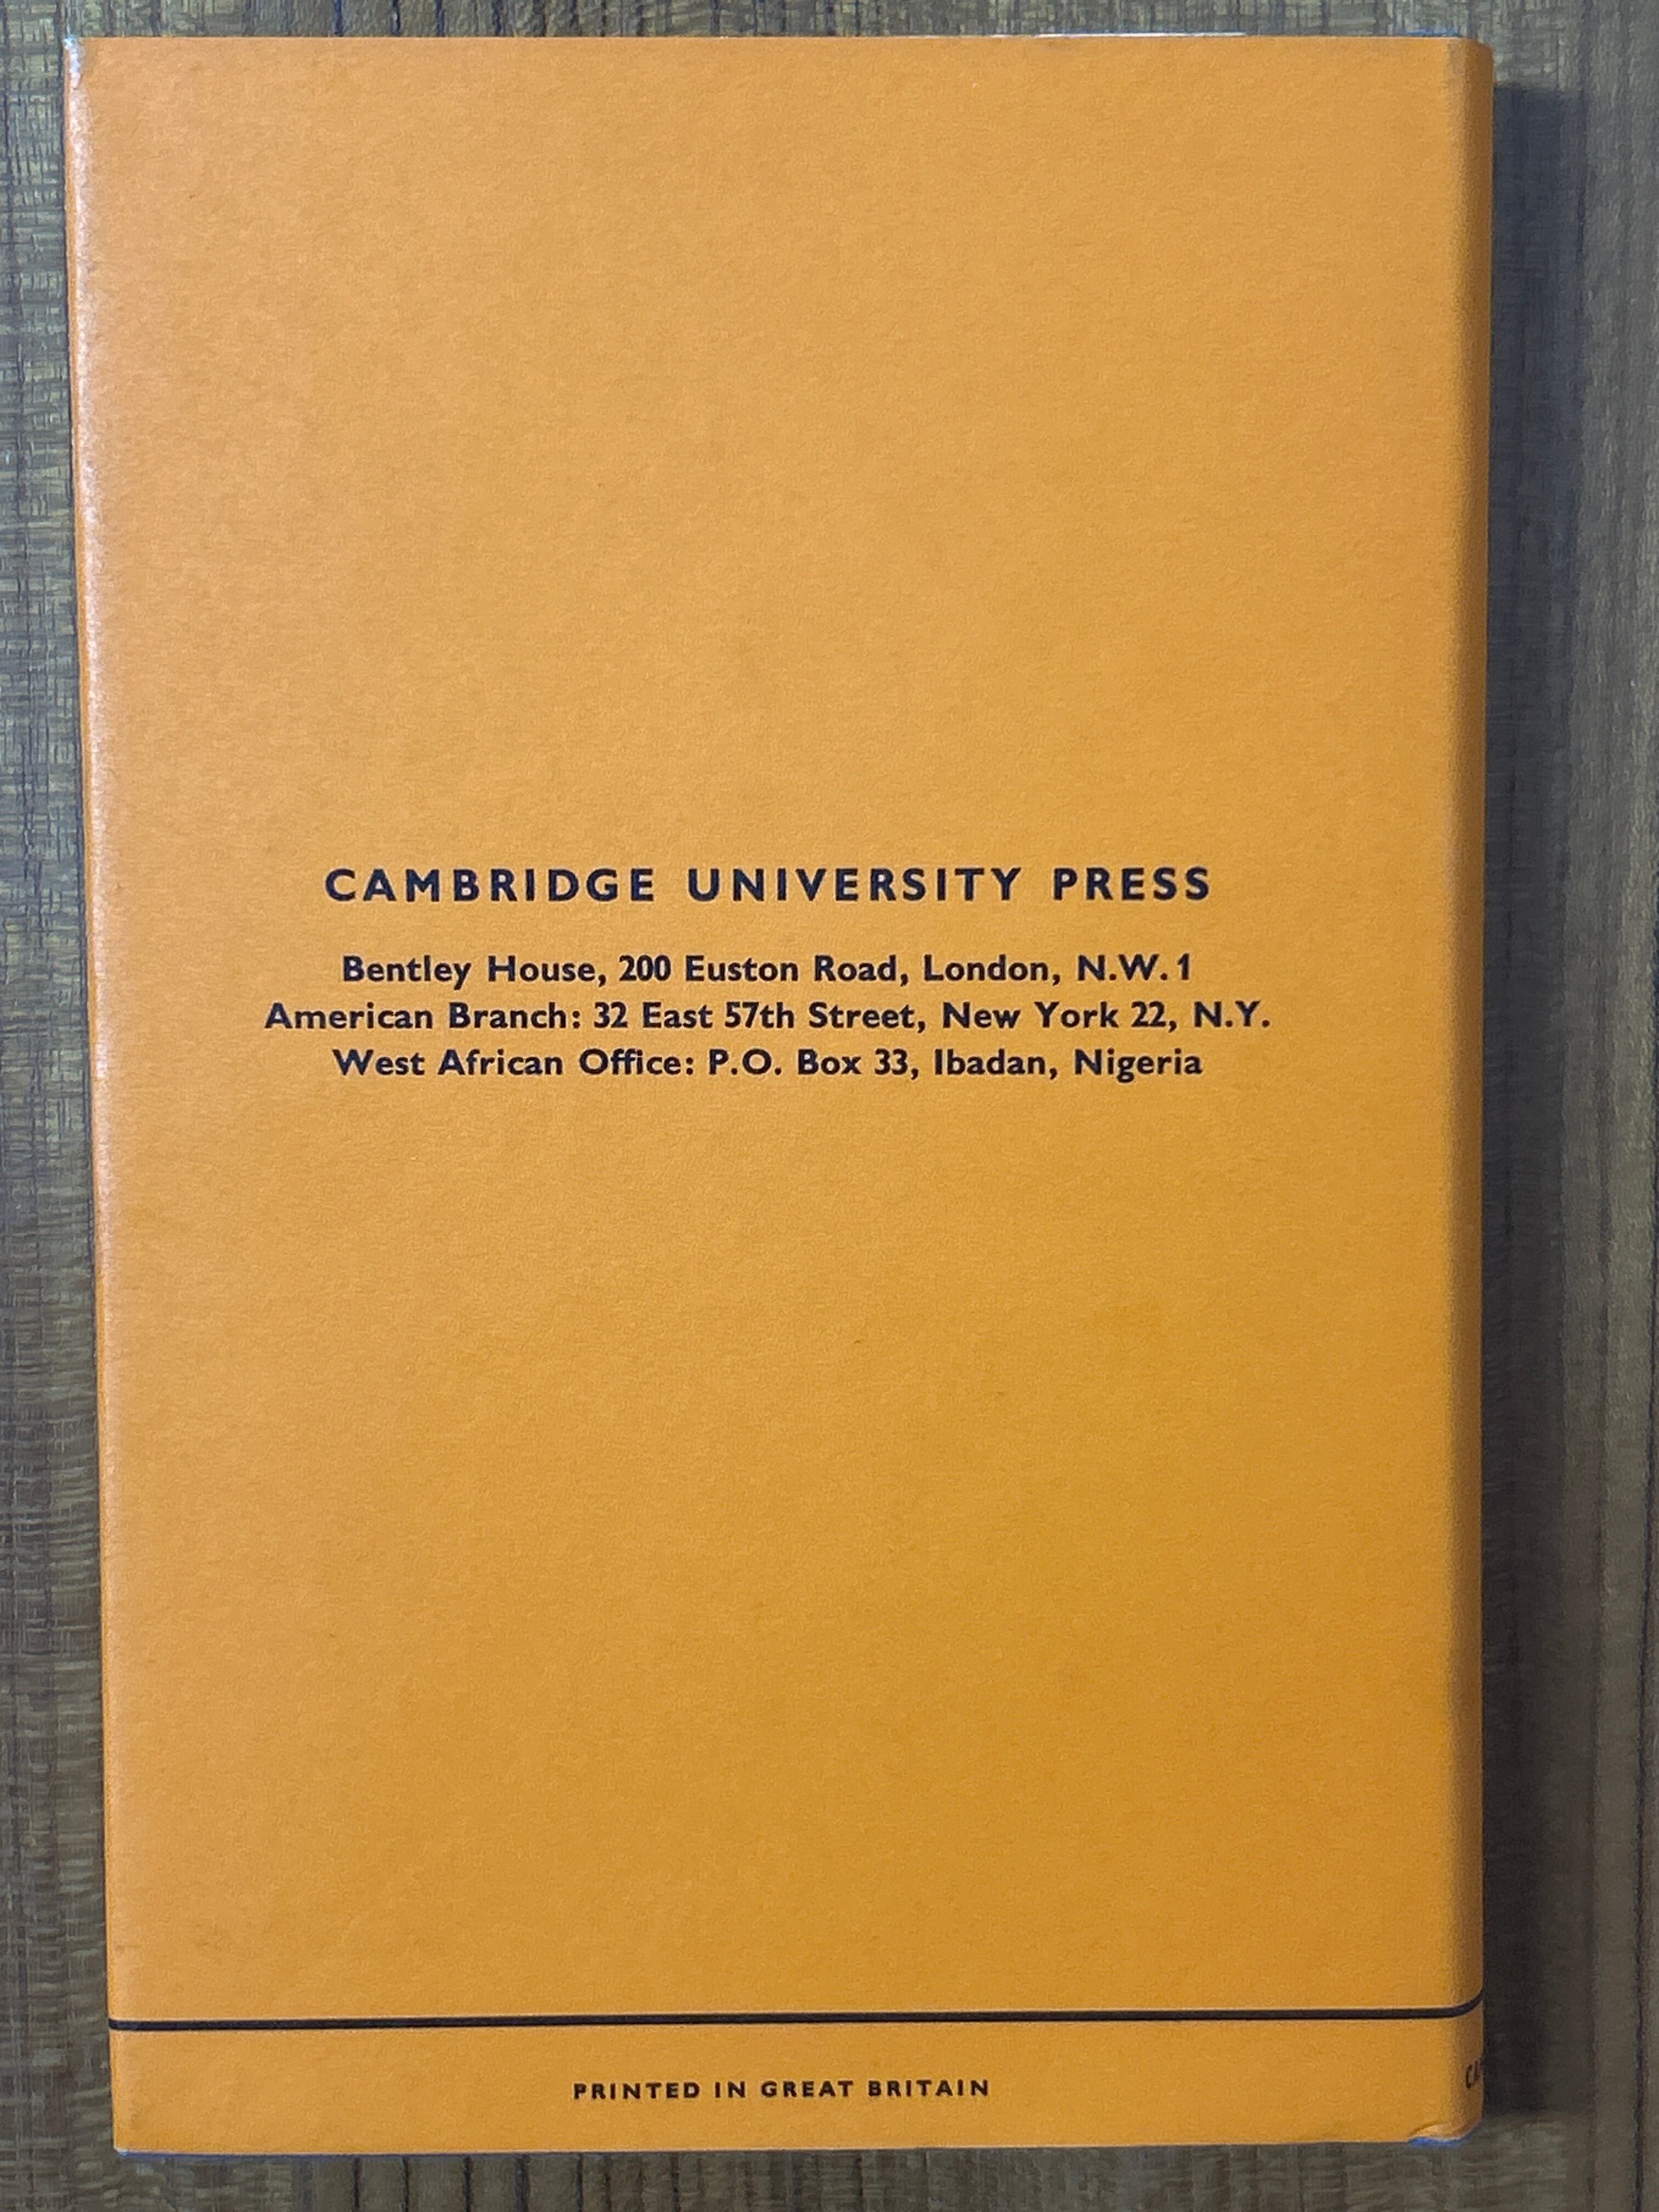 CAMBRIDGE UNIVERSITY PRESS
Bentley House, 200 Euston Road, London, N.W.1
American Branch: 32 East 57th Street, New York 22, N.Y.
West African Office: P.O. Box 33, Ibadan, Nigeria
PRINTED IN GREAT BRITAIN